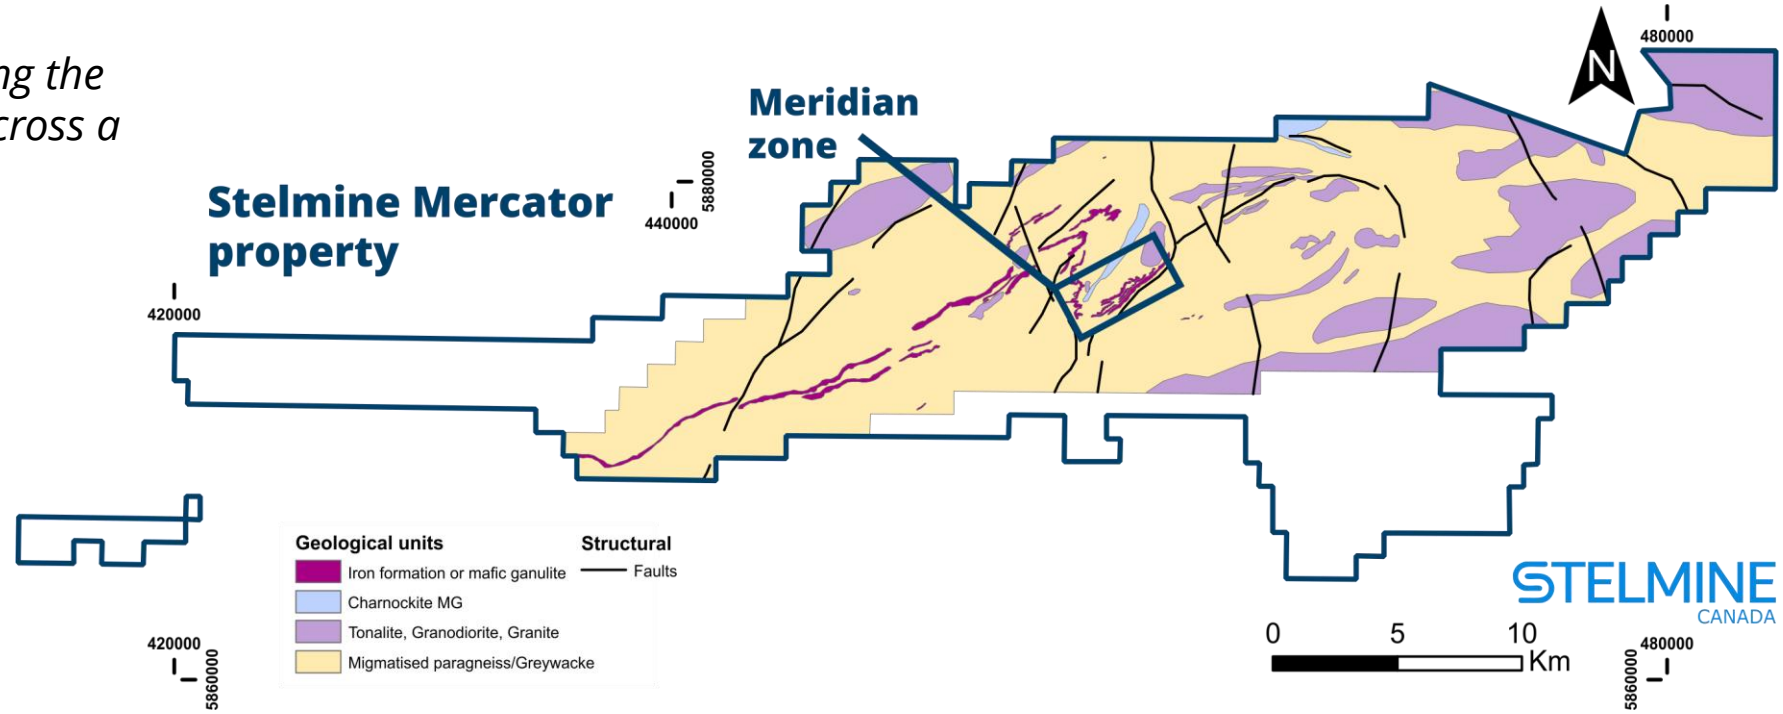 ng the
cross a
480000
N
Meridian
zone
Stelmine Mercator
property
5880000
440000
420000
Geological units
Structural
Iron formation or mafic ganulite
Faults
Charnockite MG
Tonalite, Granodiorite, Granite
Migmatised paragneiss/Greywacke
STELMINE
CANADA
0 5 10
Km
420000
5860000
480000
5860000